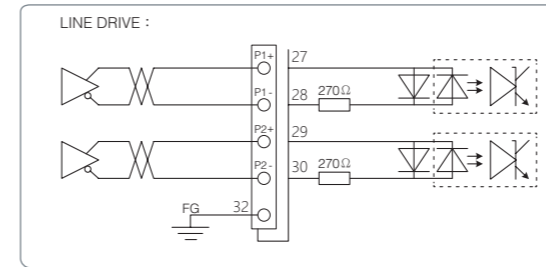 LINE DRIVE：
P1+ 27
P1- 28 270Ω
P2+ 29
P2- 30 270Ω
FG 32